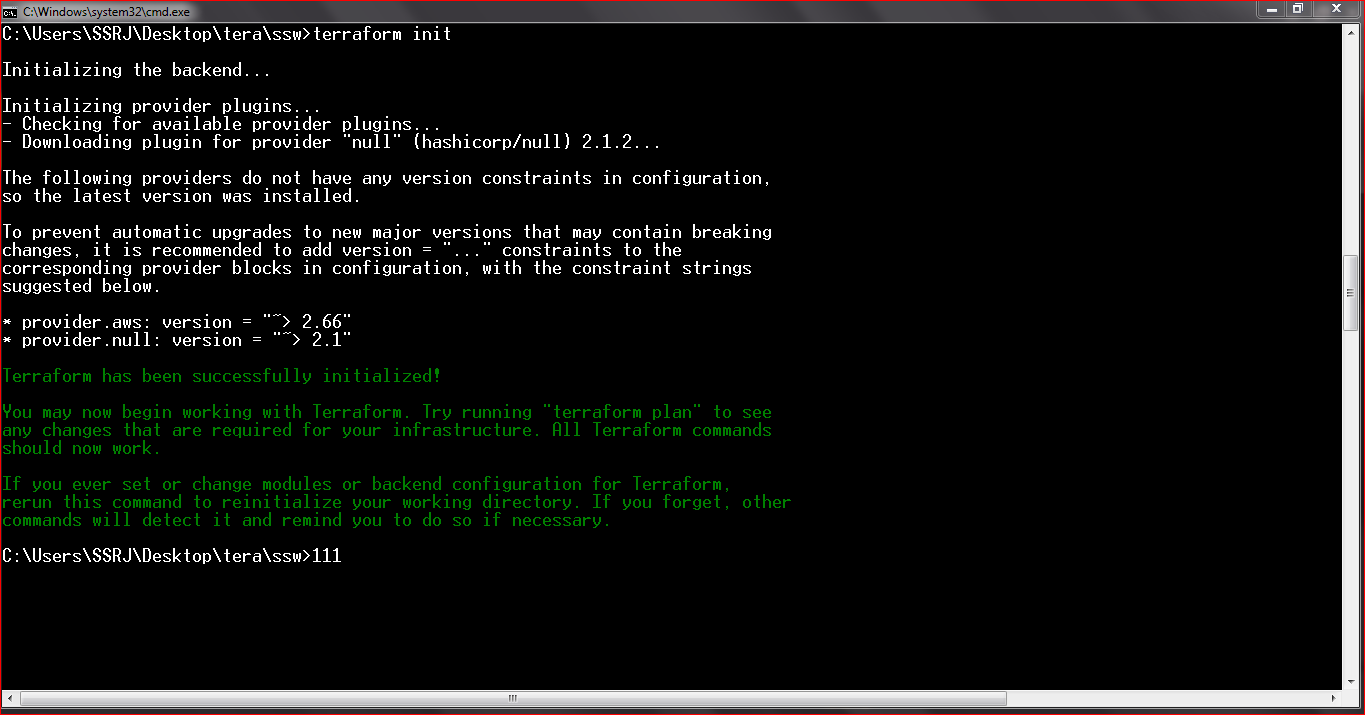 C:\Windows\system32\cmd.exe
C:\Users\SSRJ\Desktop\tera\ssw>terraform init
Initializing the backend...
Initializing provider plugins...
- Checking for available provider plugins...
- Downloading plugin for provider "null" (hashicorp/null) 2.1.2...
The following providers do not have any version constraints in configuration,
so the latest version was installed.
To prevent automatic upgrades to new major versions that may contain breaking
changes, it is recommended to add version = "..." constraints to the
corresponding provider blocks in configuration, with the constraint strings
suggested below.
* provider.aws: version = "~> 2.66"
* provider.null: version = "~> 2.1"
Terraform has been successfully initialized!
You may now begin working with Terraform. Try running "terraform plan" to see
any changes that are required for your infrastructure. All Terraform commands
should now work.
If you ever set or change modules or backend configuration for Terraform,
rerun this command to reinitialize your working directory. If you forget, other
commands will detect it and remind you to do so if necessary.
C:\Users\SSRJ\Desktop\tera\ssw>111